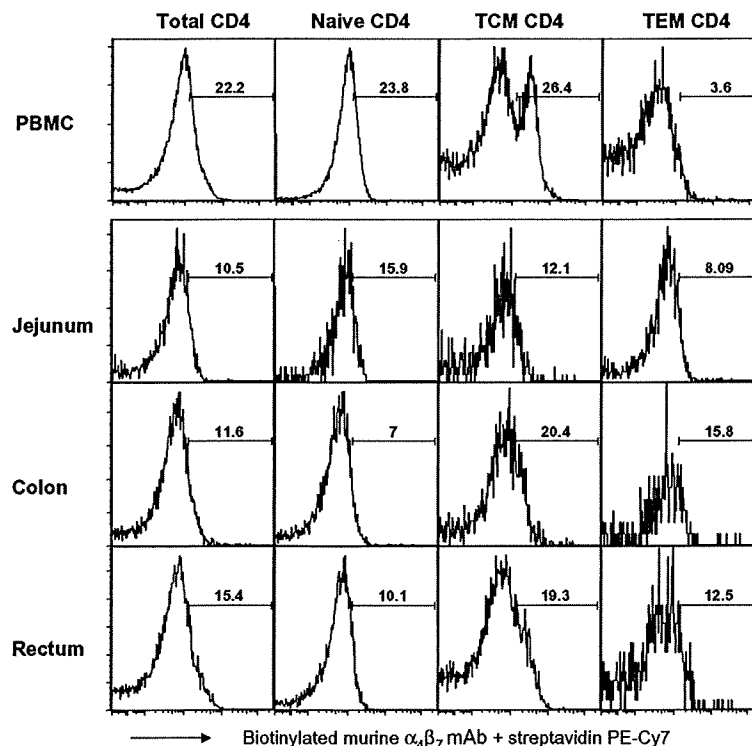 Total CD4 Naive CD4 TCM CD4 TEM CD4
PBMC 22.2 23.8 26.4 3.6
Jejunum 10.5 15.9 12.1 8.09
Colon 11.6 7 20.4 15.8
Rectum 15.4 10.1 19.3 12.5
Biotinylated murine α₄β₇ mAb + streptavidin PE-Cy7